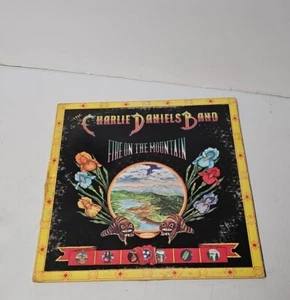 THE CHARLIE DANIELS BAND
FIRE ON THE MOUNTAIN